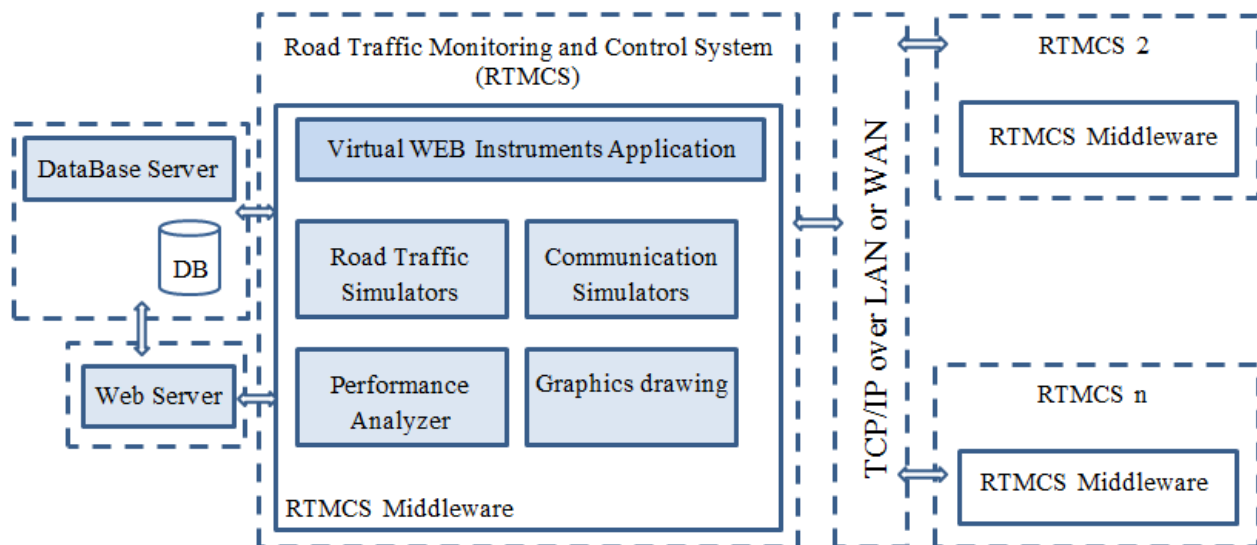 Road Traffic Monitoring and Control System
(RTMCS)
Virtual WEB Instruments Application
DataBase Server
DB
Road Traffic
Simulators
Communication
Simulators
Web Server
Performance
Analyzer
Graphics drawing
RTMCS Middleware
TCP/IP over LAN or WAN
RTMCS 2
RTMCS Middleware
RTMCS n
RTMCS Middleware